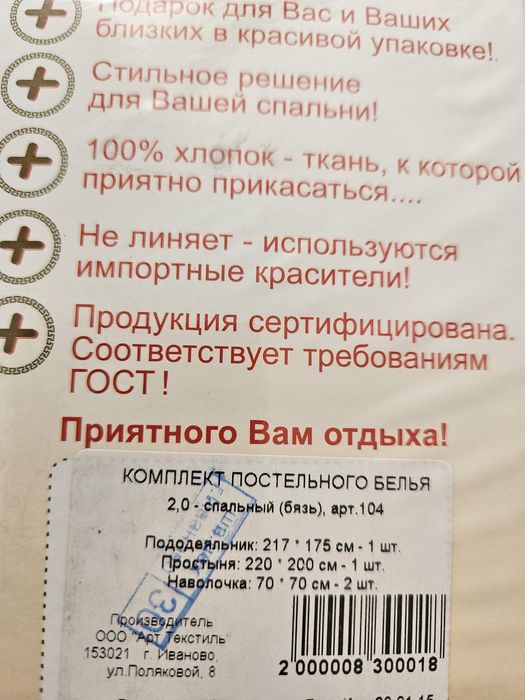 Подарок для Вас и Ваших
близких в красивой упаковке!
Стильное решение
для Вашей спальни!
100% хлопок - ткань, к которой
приятно прикасаться....
Не линяет - используются
импортные красители!
Продукция сертифицирована.
Соответствует требованиям
ГОСТ!
Приятного Вам отдыха!
КОМПЛЕКТ ПОСТЕЛЬНОГО БЕЛЬЯ
2,0 - спальный (бязь), арт.104
Пододеяльник: 217 * 175 см - 1 шт.
Простыня: 220 * 200 см - 1 шт.
Наволочка: 70 * 70 см - 2 шт.
Производитель
ООО "Арт Текстиль"
153021 г. Иваново,
ул.Поляковой, 8
2 000008 300018
30